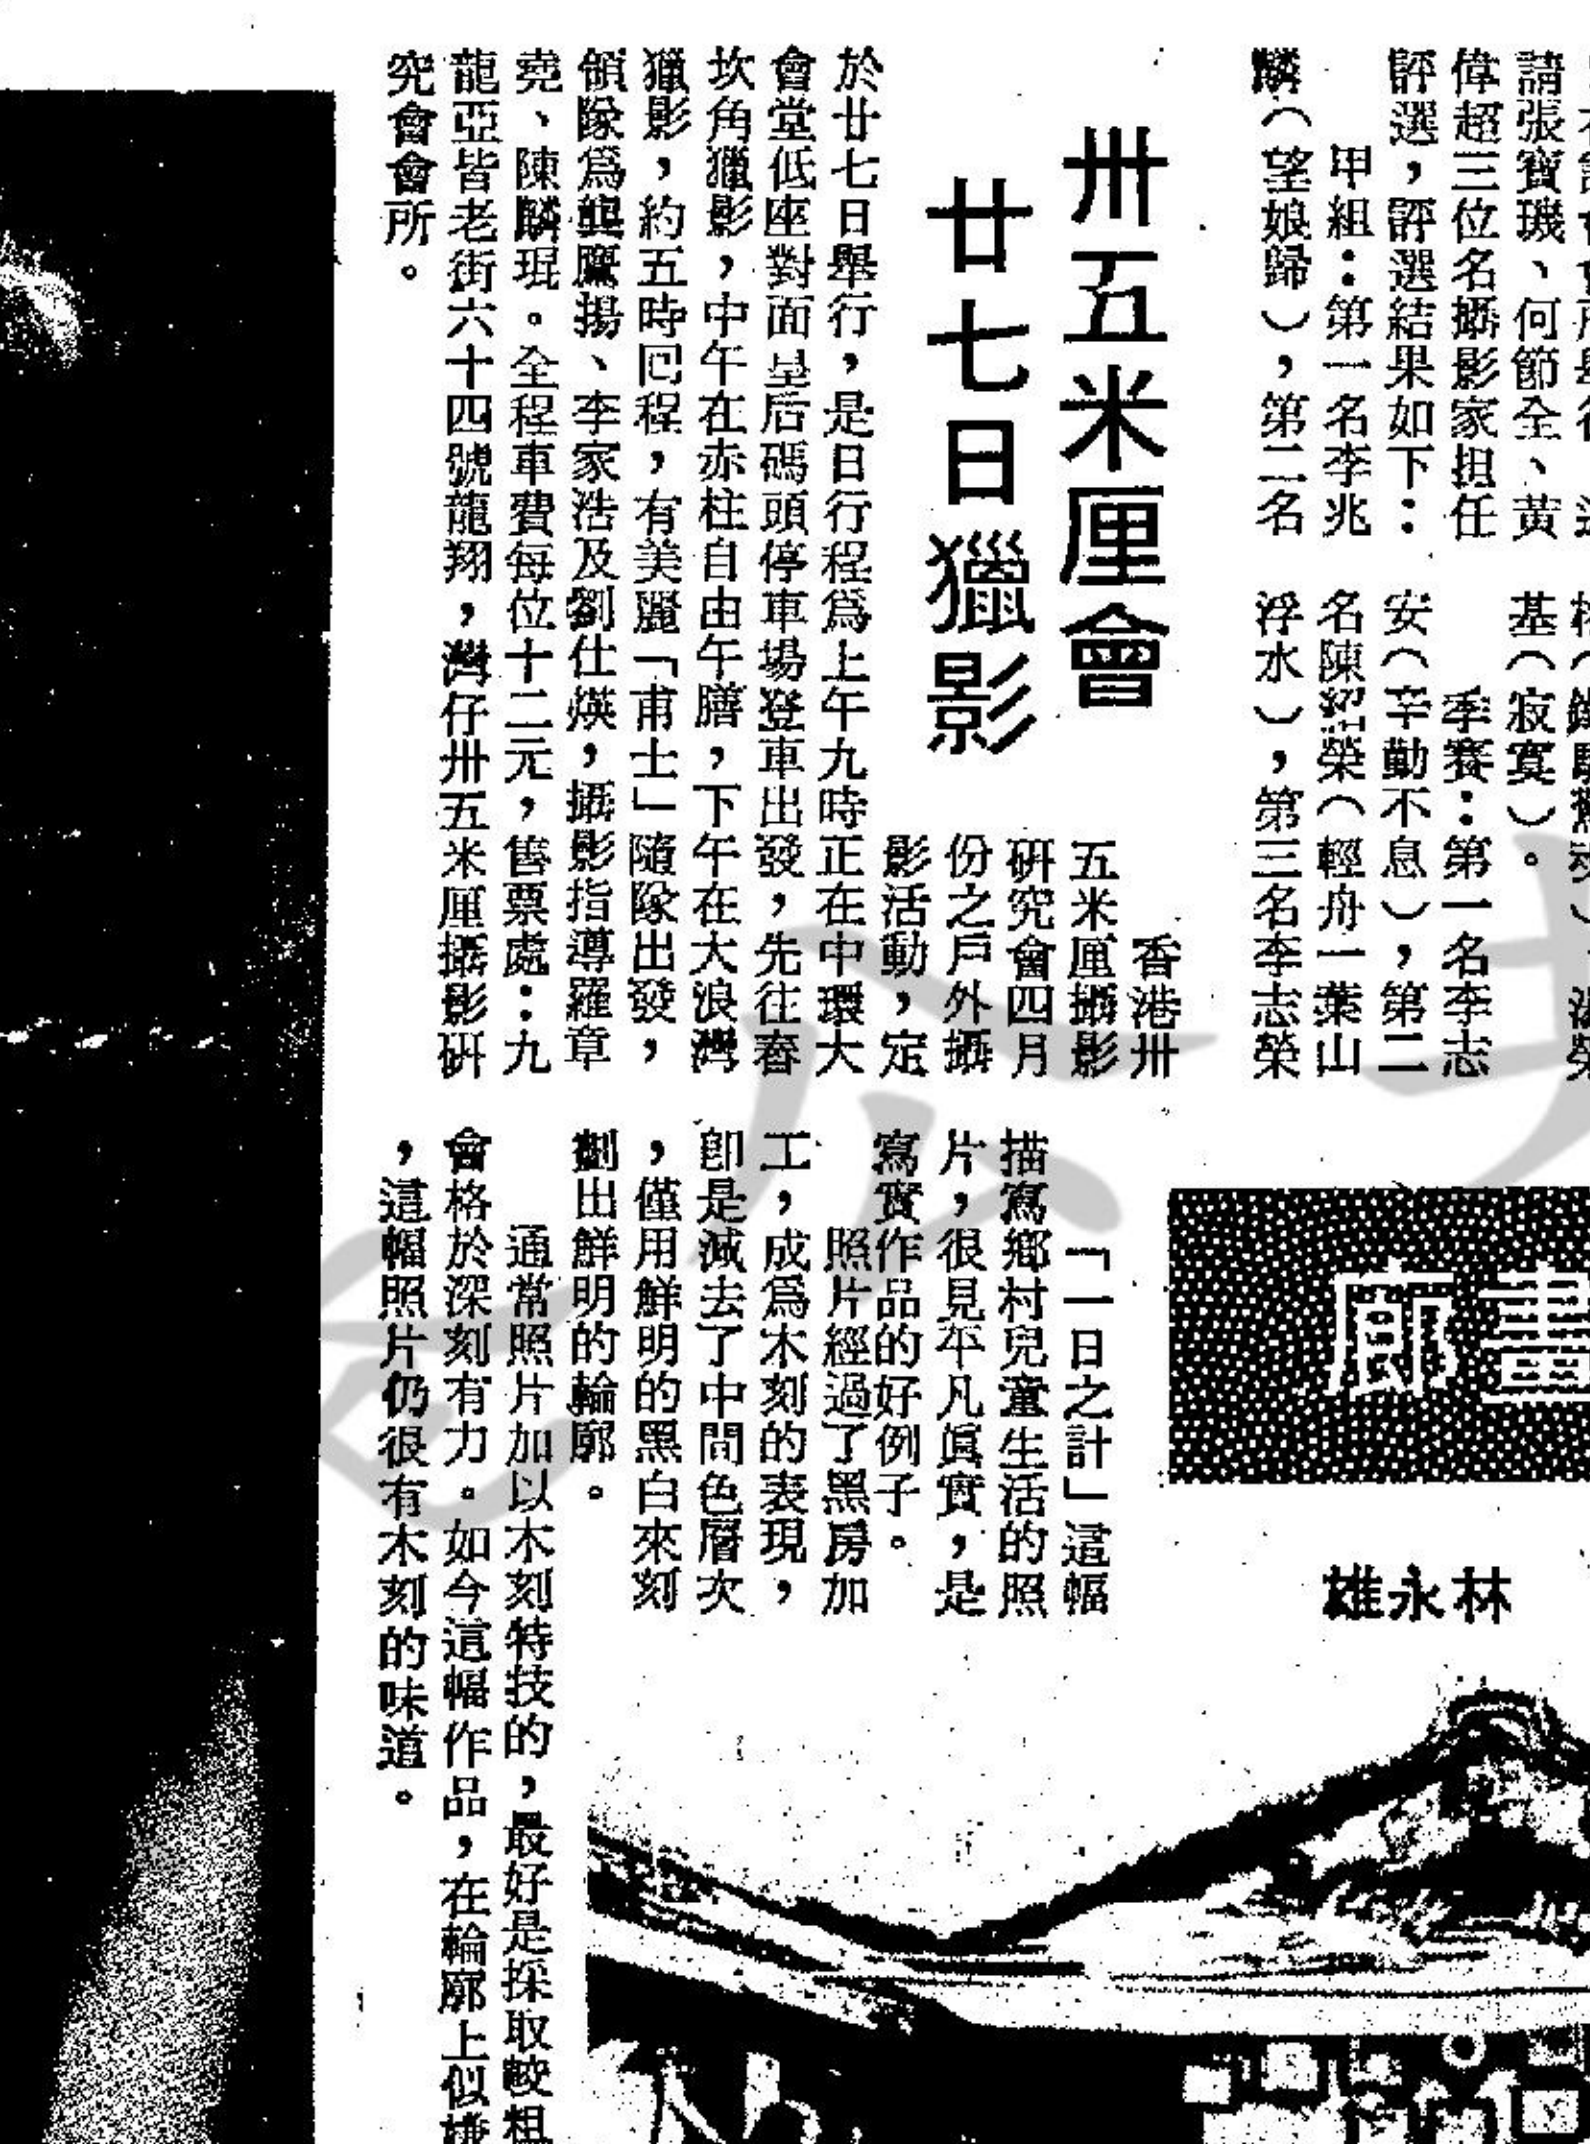 請張寶璣、何節全、黃
偉超三位名攝影家担任
評選，評選結果如下：
甲組：第一名李兆
麟（望娘歸），第二名
基（寂寞）。
季賽：第一名李志
安（辛勤不息），第二
名陳紹榮（輕舟一葉山
浮水），第三名李志榮
卅五米厘會
廿七日獵影
香港卅
五米厘攝影
研究會四月
份之戶外攝
影活動，定
於廿七日舉行，是日行程為上午九時正在中環大
會堂低座對面皇后碼頭停車場登車出發，先往舂
坎角獵影，中午在赤柱自由午膳，下午在大浪灣
獵影，約五時回程，有美麗「甫士」隨隊出發，
領隊為龔鷹揚、李家浩及劉仕煐，攝影指導羅章
堯、陳麟琨。全程車費每位十二元，售票處：九
龍亞皆老街六十四號龍翔，灣仔卅五米厘攝影研
究會會所。
畫廊
林永雄
「一日之計」這幅
描寫鄉村兒童生活的照
片，很見平凡眞實，是
寫實作品的好例子。
照片經過了黑房加
工，成為木刻的表現，
卽是減去了中間色層次
，僅用鮮明的黑白來刻
劃出鮮明的輪廓。
通常照片加以木刻特技的，最好是採取較粗
會格於深刻有力。如今這幅作品，在輪廓上似嫌
，這幅照片仍很有木刻的味道。